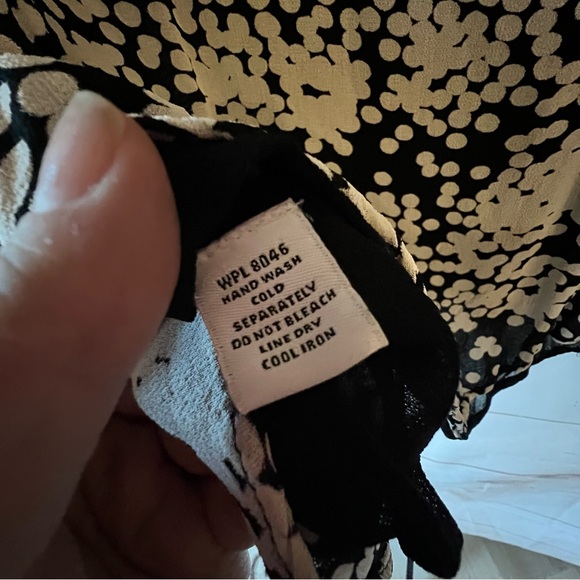 WPL 8046
HAND WASH
COLD
SEPARATELY
DO NOT BLEACH
LINE DRY
COOL IRON